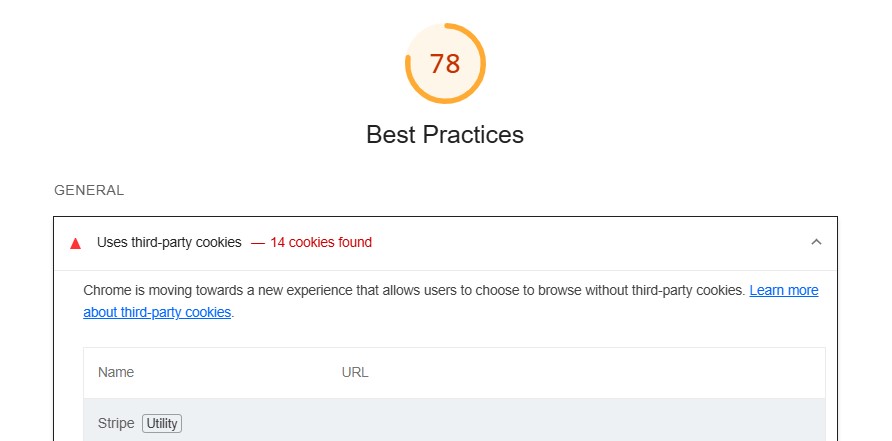 78
Best Practices
GENERAL
Uses third-party cookies — 14 cookies found
Chrome is moving towards a new experience that allows users to choose to browse without third-party cookies. Learn more
about third-party cookies.
Name URL
Stripe Utility